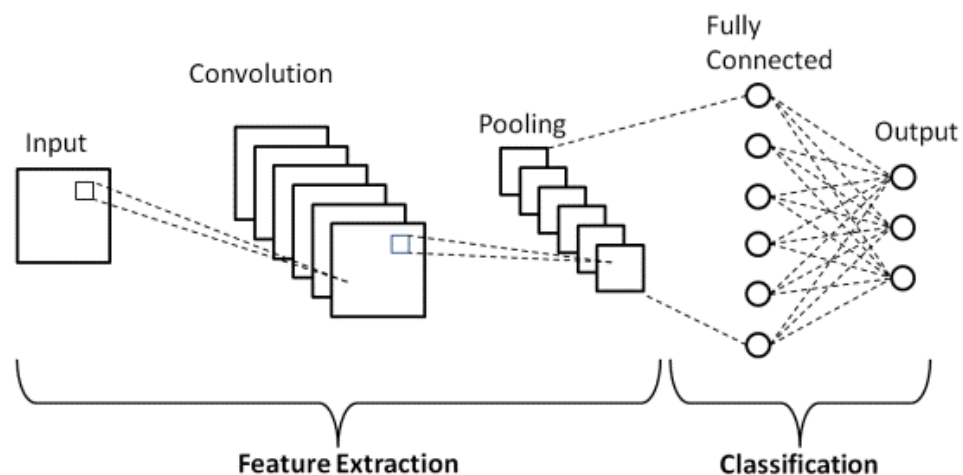 Input
Convolution
Pooling
Fully
Connected
Output
Feature Extraction
Classification